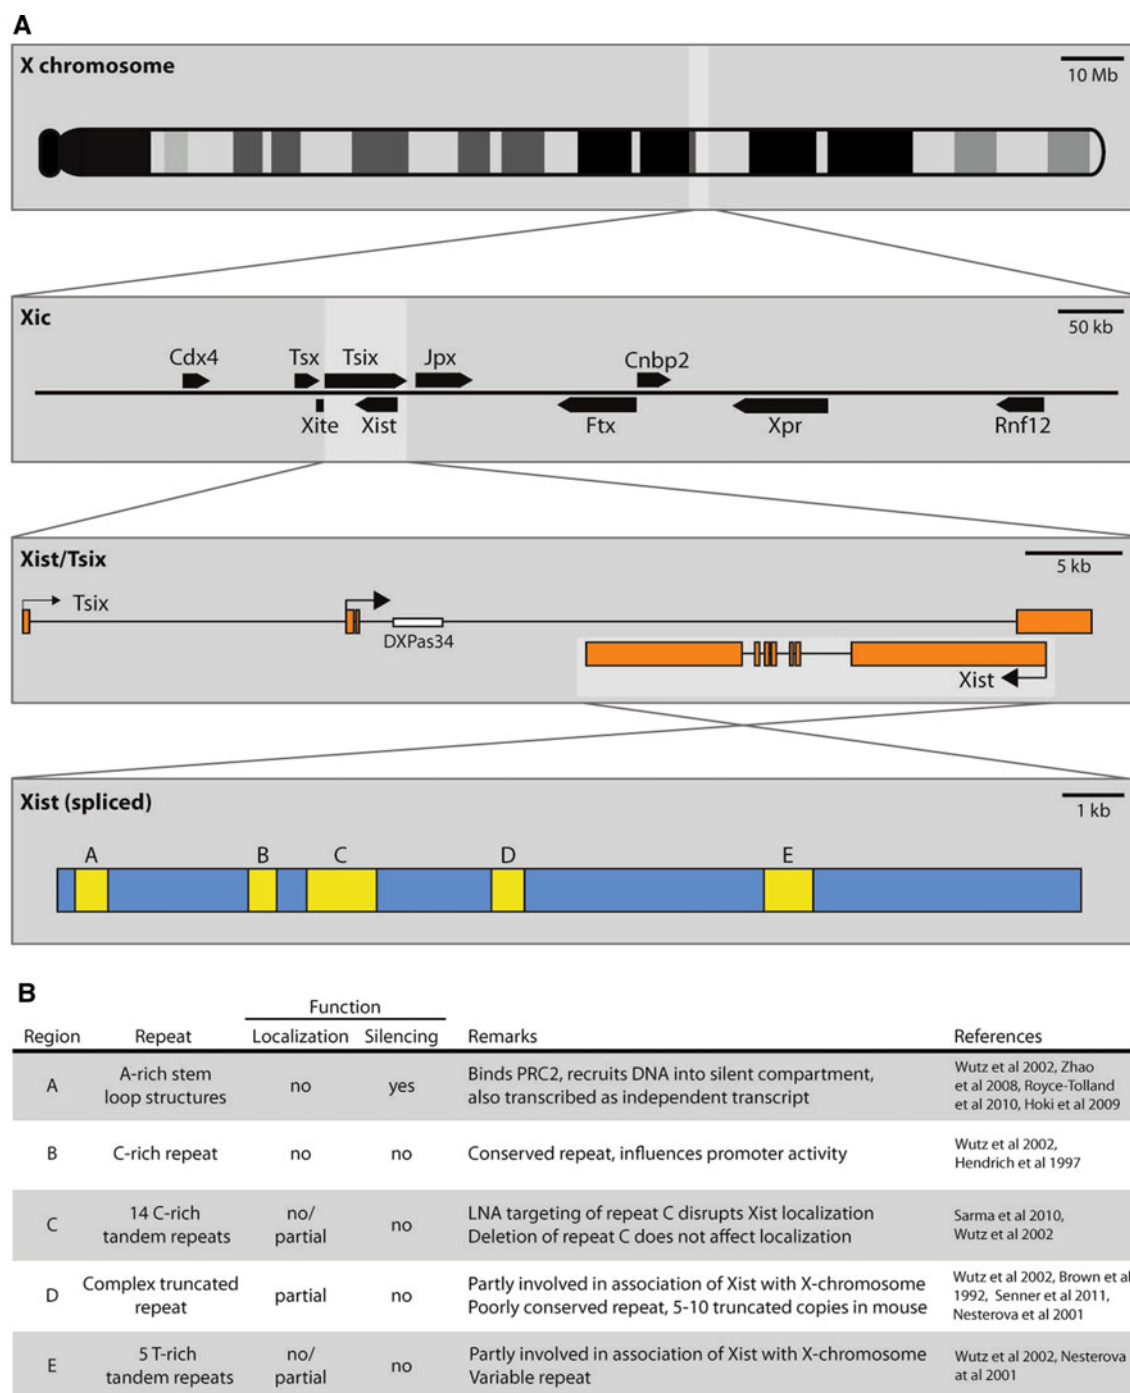 A
X chromosome
10 Mb
Xic
50 kb
Cdx4 Tsx Tsix Jpx Cnbp2
Xite Xist Ftx Xpr Rnf12
Xist/Tsix
5 kb
Tsix
DXPas34
Xist
Xist (spliced)
1 kb
A B C D E
B
Function
Region Repeat Localization Silencing Remarks References
A
A-rich stem
loop structures
no
yes
Binds PRC2, recruits DNA into silent compartment,
also transcribed as independent transcript
Wutz et al 2002, Zhao
et al 2008, Royce-Tolland
et al 2010, Hoki et al 2009
B
C-rich repeat
no
no
Conserved repeat, influences promoter activity
Wutz et al 2002,
Hendrich et al 1997
C
14 C-rich
tandem repeats
no/
partial
no
LNA targeting of repeat C disrupts Xist localization
Deletion of repeat C does not affect localization
Sarma et al 2010,
Wutz et al 2002
D
Complex truncated
repeat
partial
no
Partly involved in association of Xist with X-chromosome
Poorly conserved repeat, 5-10 truncated copies in mouse
Wutz et al 2002, Brown et al
1992, Senner et al 2011,
Nesterova et al 2001
E
5 T-rich
tandem repeats
no/
partial
no
Partly involved in association of Xist with X-chromosome
Variable repeat
Wutz et al 2002, Nesterova
at al 2001